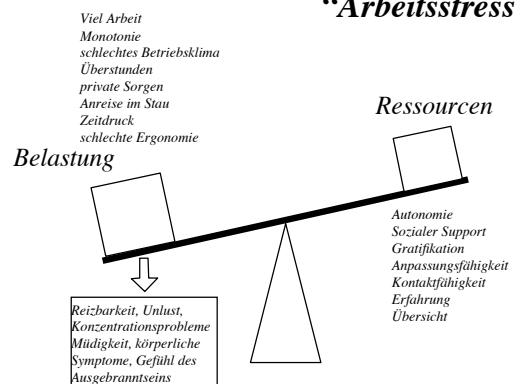 “Arbeitsstress
Viel Arbeit
Monotonie
schlechtes Betriebsklima
Überstunden
private Sorgen
Anreise im Stau
Zeitdruck
schlechte Ergonomie
Ressourcen
Belastung
Autonomie
Sozialer Support
Gratifikation
Anpassungsfähigkeit
Kontaktfähigkeit
Erfahrung
Übersicht
Reizbarkeit, Unlust,
Konzentrationsprobleme
Müdigkeit, körperliche
Symptome, Gefühl des
Ausgebranntseins